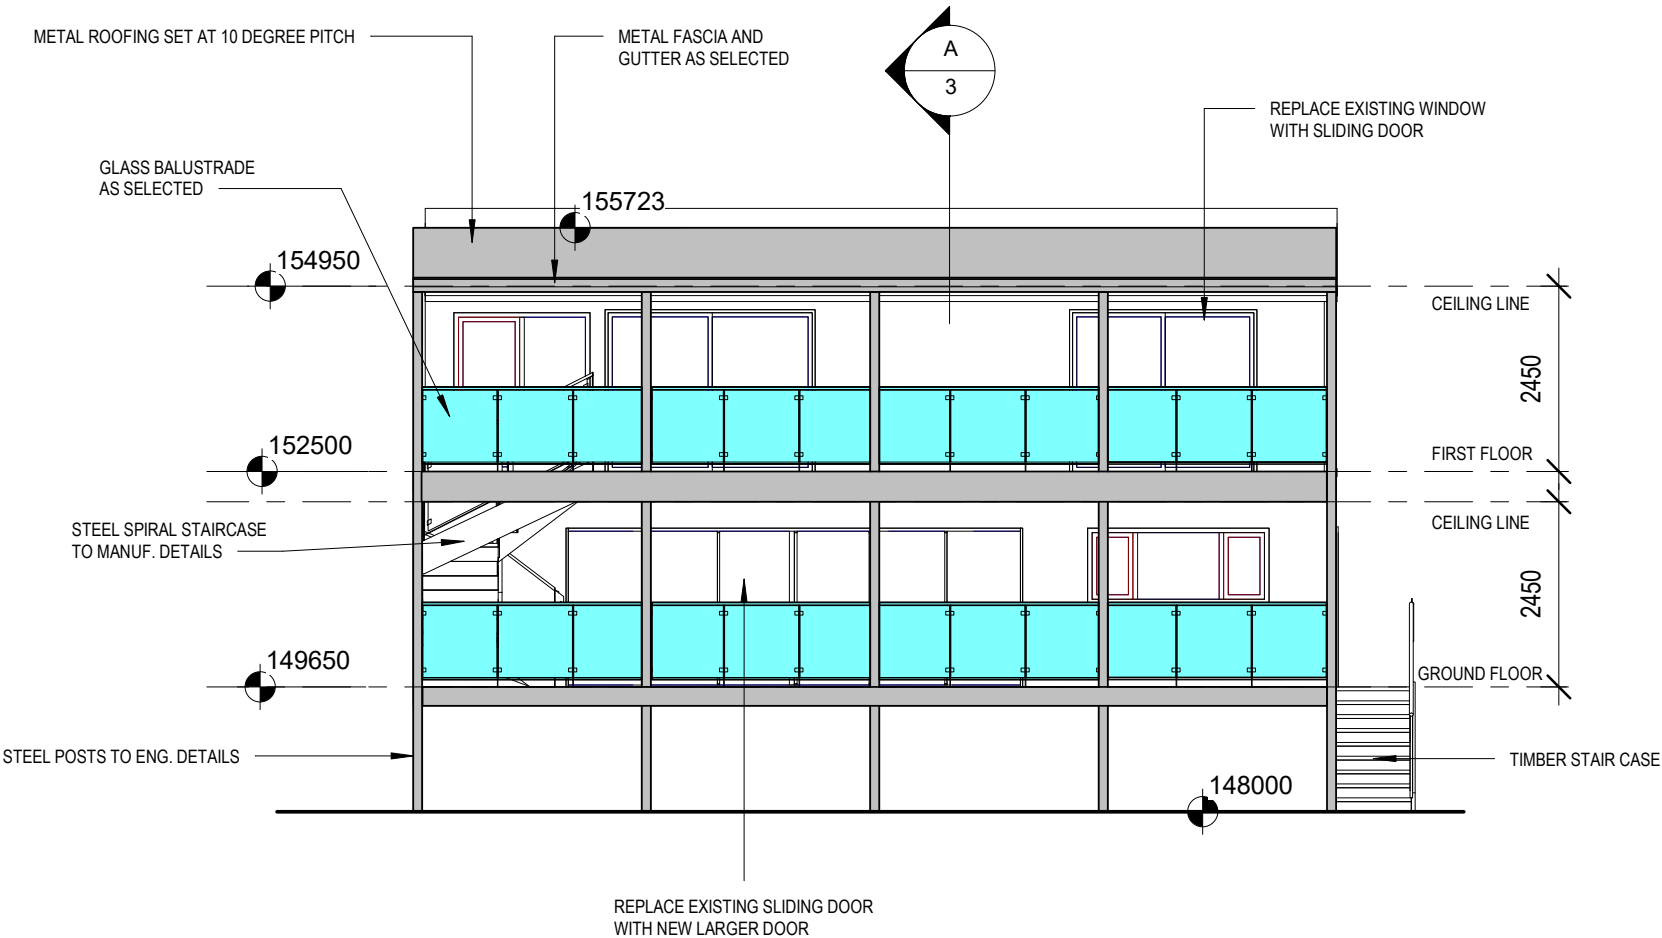 METAL ROOFING SET AT 10 DEGREE PITCH
METAL FASCIA AND
GUTTER AS SELECTED
A
3
REPLACE EXISTING WINDOW
WITH SLIDING DOOR
GLASS BALUSTRADE
AS SELECTED
155723
154950
CEILING LINE
2450
152500
FIRST FLOOR
STEEL SPIRAL STAIRCASE
TO MANUF. DETAILS
CEILING LINE
2450
149650
GROUND FLOOR
STEEL POSTS TO ENG. DETAILS
148000
TIMBER STAIR CASE
REPLACE EXISTING SLIDING DOOR
WITH NEW LARGER DOOR